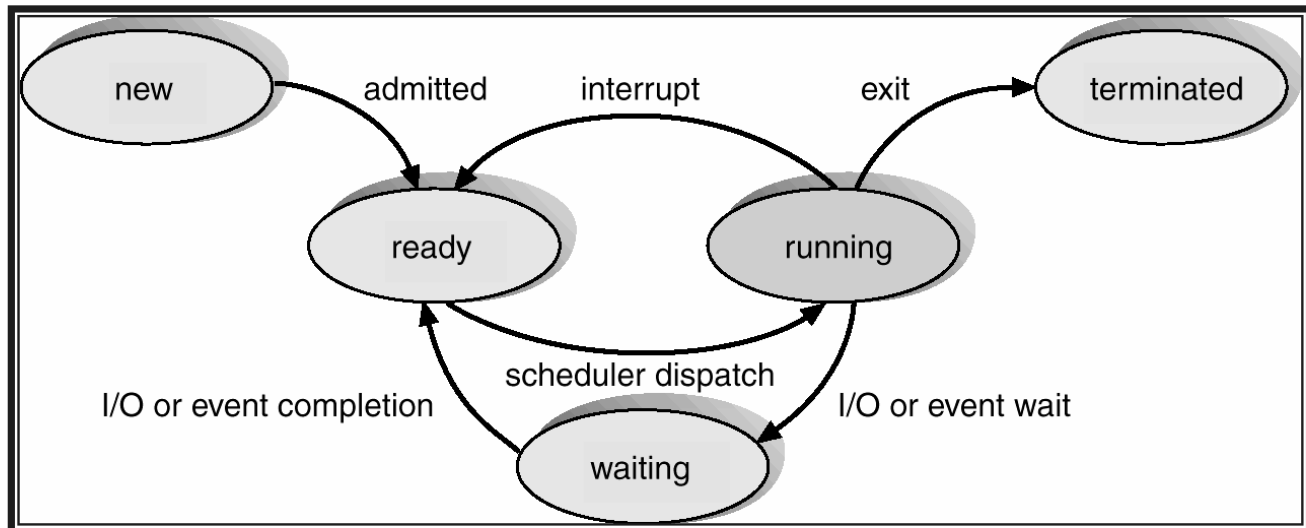 new
admitted
interrupt
exit
terminated
ready
running
scheduler dispatch
I/O or event completion
I/O or event wait
waiting